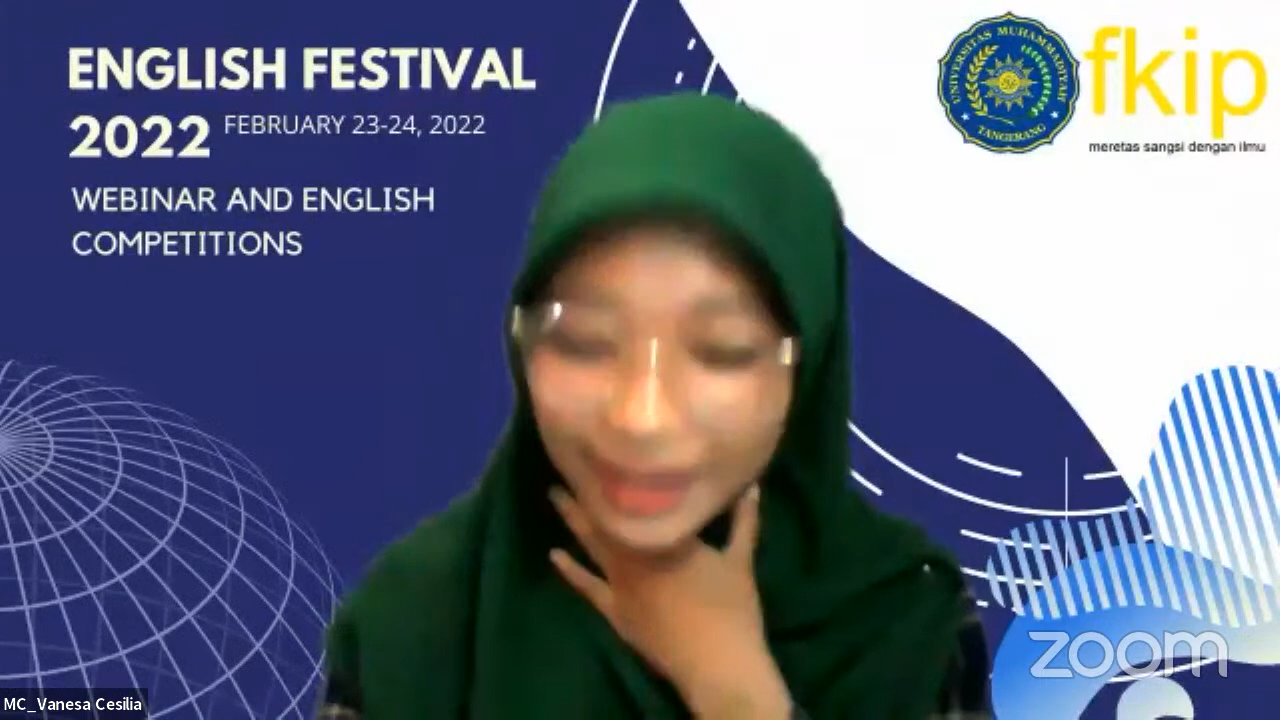 ENGLISH FESTIVAL
2022 FEBRUARY 23-24, 2022
WEBINAR AND ENGLISH
COMPETITIONS
UNIVERSITAS MUHAMMADIYAH
TANGERANG
fkip
meretas sangsi dengan ilmu
zoom
MC_Vanesa Cesilia